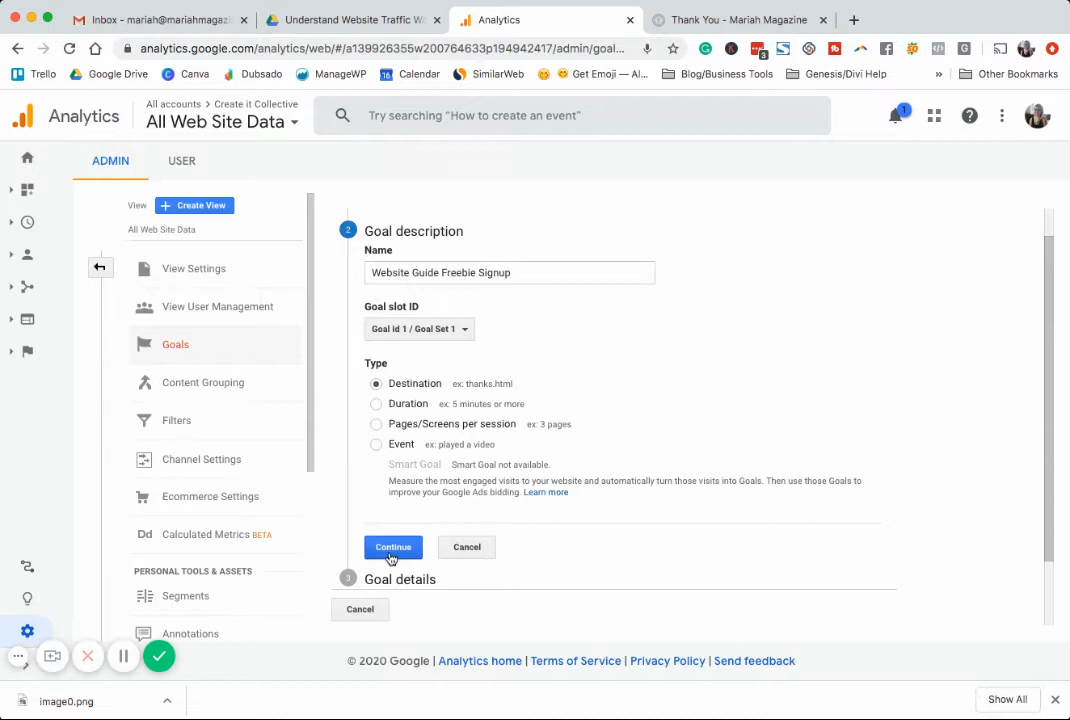 Inbox - mariah@mariahmagazi
Understand Website Traffic Wo
Analytics
Thank You - Mariah Magazine
analytics.google.com/analytics/web/#/a139926355w200764633p194942417/admin/goal...
Trello
Google Drive
Canva
Dubsado
ManageWP
16
Calendar
SimilarWeb
Get Emoji — Al...
Blog/Business Tools
Genesis/Divi Help
»
Other Bookmarks
3
Analytics
All accounts > Create it Collective
All Web Site Data
Try searching "How to create an event"
1
ADMIN
USER
View
+ Create View
All Web Site Data
View Settings
View User Management
Goals
Content Grouping
Filters
Channel Settings
Ecommerce Settings
Dd
Calculated Metrics BETA
PERSONAL TOOLS & ASSETS
Segments
Annotations
2
Goal description
Name
Website Guide Freebie Signup
Goal slot ID
Goal Id 1 / Goal Set 1
Type
Destination ex: thanks.html
Duration ex: 5 minutes or more
Pages/Screens per session ex: 3 pages
Event ex: played a video
Smart Goal Smart Goal not available.
Measure the most engaged visits to your website and automatically turn those visits into Goals. Then use those Goals to
improve your Google Ads bidding. Learn more
Continue
Cancel
3
Goal details
Cancel
© 2020 Google | Analytics home | Terms of Service | Privacy Policy | Send feedback
image0.png
Show All